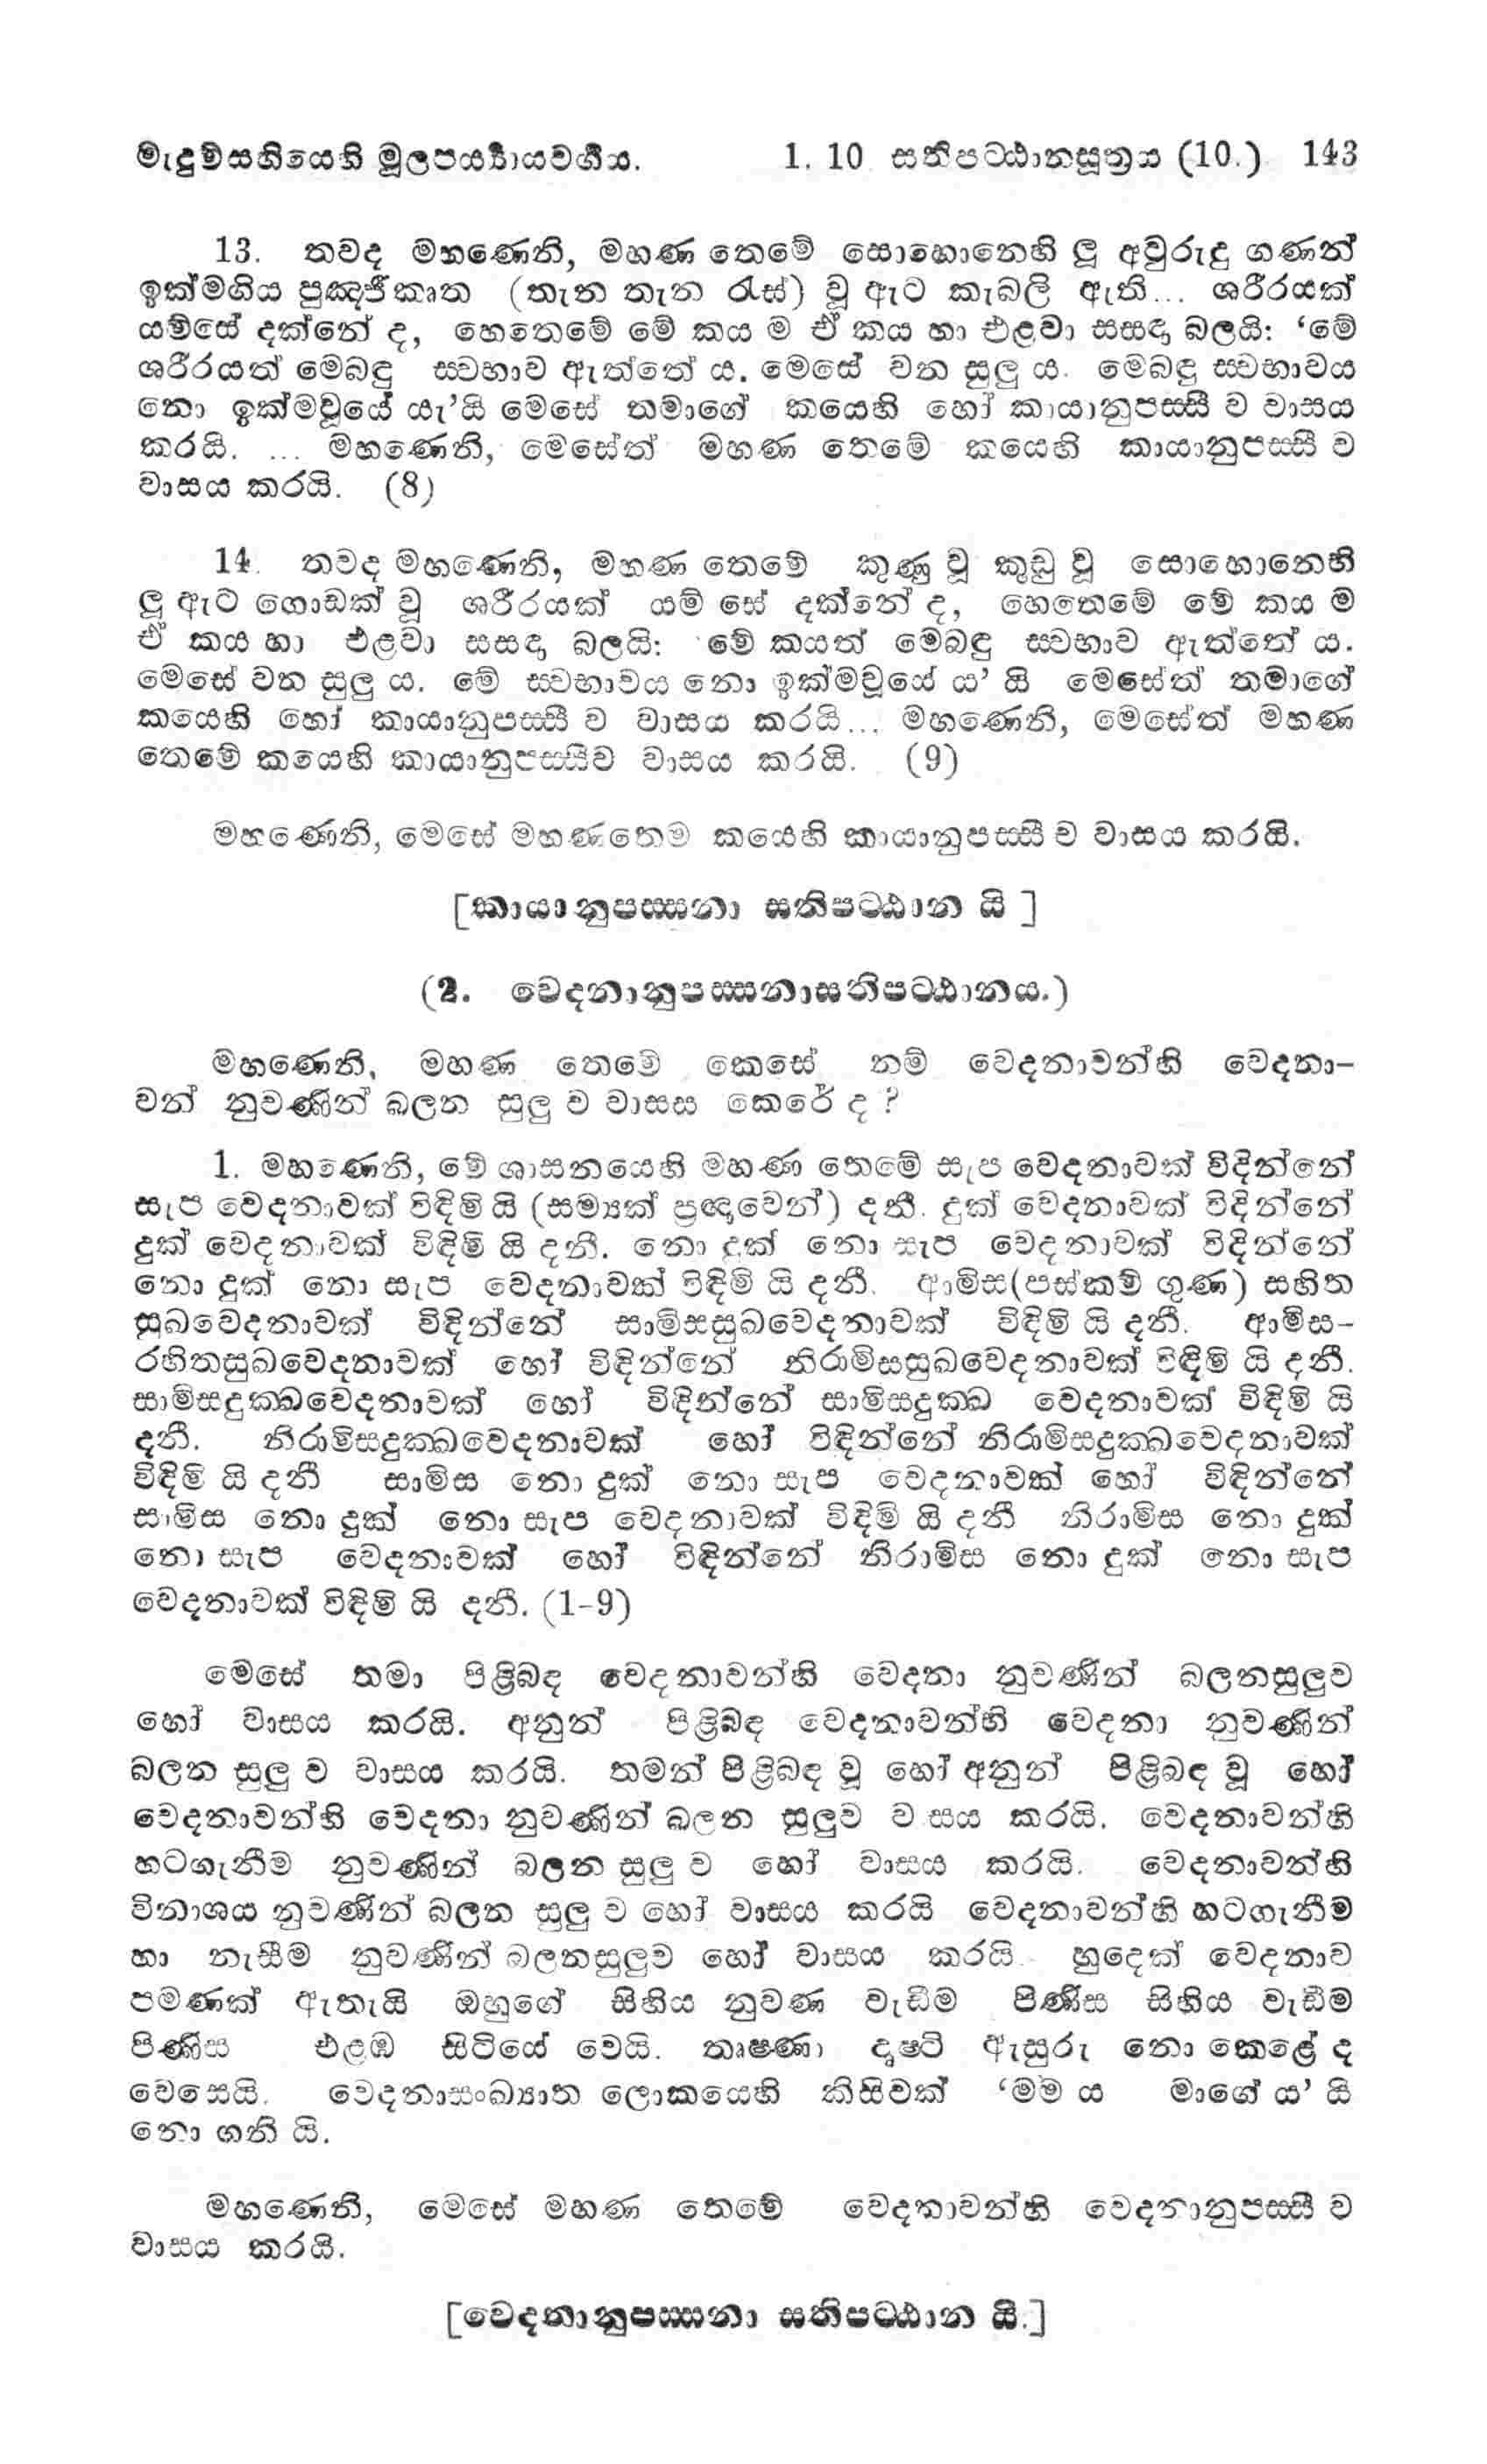 මැදුම්සඟියෙහි මූලපර්‍ය්‍යායවර්‍ගය. 1. 10 සතිපට්ඨානසූත්‍රය (10.) 143
13. තවද මහණෙනි, මහණ තෙමේ සොහොනෙහි ලූ අවුරුදු ගණන්
ඉක්මගිය පුඤ්ජීකෘත (තැන තැන රැස්) වූ ඇට කැබලි ඇති... ශරීරයක්
යම්සේ දක්නේ ද, හෙතෙමේ මේ කය ම ඒ කය හා එළවා සසඳා බලයි: ‘මේ
ශරීරයත් මෙබඳු ස්වභාව ඇත්තේ ය. මෙසේ වන සුලු ය. මෙබඳු ස්වභාවය
නො ඉක්මවූයේ යැ’යි මෙසේ තමාගේ කයෙහි හෝ කායානුපස්සී ව වාසය
කරයි. ... මහණෙනි, මෙසේත් මහණ තෙමේ කයෙහි කායානුපස්සී ව
වාසය කරයි. (8)
14. තවද මහණෙනි, මහණ තෙමේ කුණු වූ කුඩු වූ සොහොනෙහි
ලූ ඇට ගොඩක් වූ ශරීරයක් යම් සේ දක්නේ ද, හෙතෙමේ මේ කය ම
ඒ කය හා එළවා සසඳා බලයි: ‘මේ කයත් මෙබඳු ස්වභාව ඇත්තේ ය.
මෙසේ වන සුලු ය. මේ ස්වභාවය නො ඉක්මවූයේ ය’ යි මෙසේත් තමාගේ
කයෙහි හෝ කායානුපස්සී ව වාසය කරයි... මහණෙනි, මෙසේත් මහණ
තෙමේ කයෙහි කායානුපස්සීව වාසය කරයි. (9)
මහණෙනි, මෙසේ මහණතෙම කයෙහි කායානුපස්සී ව වාසය කරයි.
[කායානුපස්සනා සතිපට්ඨාන යි ]
(2. වෙදනානුපස්සනාසතිපට්ඨානය.)
මහණෙනි, මහණ තෙමේ කෙසේ නම් වෙදනාවන්හි වෙදනා-
වන් නුවණින් බලන සුලු ව වාසස කෙරේ ද ?
1. මහණෙනි, මේ ශාසනයෙහි මහණ තෙමේ සැප වෙදනාවක් විදින්නේ
සැප වෙදනාවක් විඳිමි යි (සම්‍යක් ප්‍රඥාවෙන්) දනී. දුක් වෙදනාවක් විදින්නේ
දුක් වෙදනාවක් විඳිමි යි දනී. නො දුක් නො සැප වෙදනාවක් විදින්නේ
නො දුක් නො සැප වෙදනාවක් විඳිමි යි දනී. ආමිස(පස්කම් ගුණ) සහිත
සුඛවෙදනාවක් විඳින්නේ සාමිසසුඛවෙදනාවක් විඳිමි යි දනී. ආමිස-
රහිතසුඛවෙදනාවක් හෝ විඳින්නේ නිරාමිසසුඛවෙදනාවක් විඳිමි යි දනී.
සාමිසදුක්ඛවෙදනාවක් හෝ විඳින්නේ සාමිසදුක්ඛ වෙදනාවක් විඳිමි යි
දනී. නිරාමිසදුක්ඛවෙදනාවක් හෝ විඳින්නේ නිරාමිසදුක්ඛවෙදනාවක්
විඳිමි යි දනී සාමිස නො දුක් නො සැප වෙදනාවක් හෝ විඳින්නේ
සාමිස නො දුක් නො සැප වෙදනාවක් විඳිමි යි දනී නිරාමිස නො දුක්
නො සැප වෙදනාවක් හෝ විඳින්නේ නිරාමිස නො දුක් නො සැප
වෙදනාවක් විඳිමි යි දනී. (1-9)
මෙසේ තමා පිළිබඳ වෙදනාවන්හි වෙදනා නුවණින් බලනසුලුව
හෝ වාසය කරයි. අනුන් පිළිබඳ වෙදනාවන්හි වෙදනා නුවණින්
බලන සුලු ව වාසය කරයි. තමන් පිළිබඳ වූ හෝ අනුන් පිළිබඳ වූ හෝ
වෙදනාවන්හි වෙදනා නුවණින් බලන සුලුව ව සය කරයි. වෙදනාවන්හි
හටගැනීම නුවණින් බලන සුලු ව හෝ වාසය කරයි. වෙදනාවන්හි
විනාශය නුවණින් බලන සුලු ව හෝ වාසය කරයි වෙදනාවන්හි හටගැනීම
හා නැසීම නුවණින් බලනසුලුව හෝ වාසය කරයි. හුදෙක් වෙදනාව
පමණක් ඇතැයි ඔහුගේ සිහිය නුවණ වැඩීම පිණිස සිහිය වැඩීම
පිණිස එළඹ සිටියේ වෙයි. තෘෂ්ණා දෘෂ්ටි ඇසුරු නො කෙළේ ද
වෙසෙයි. වෙදනාසංඛ්‍යාත ලොකයෙහි කිසිවක් ‘මම ය මාගේ ය’ යි
නො ගනි යි.
මහණෙනි, මෙසේ මහණ තෙමේ වෙදනාවන්හි වෙදනානුපස්සී ව
වාසය කරයි.
[වෙදනානුපස්සනා සතිපට්ඨාන යි.]